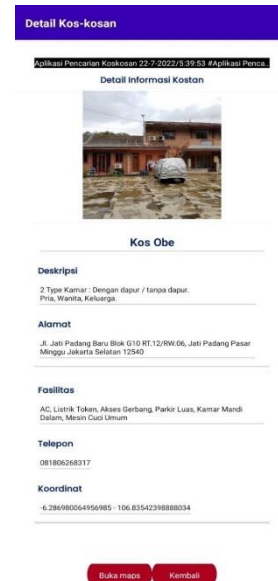 Detail Kos-kosan
Aplikasi Pencarian Koskosan 22-7-2022/5:39:53 #Aplikasi Penca..
Detail Informasi Kostan
Kos Obe
Deskripsi
2 Type Kamar : Dengan dapur / tanpa dapur.
Pria, Wanita, Keluarga.
Alamat
Jl. Jati Padang Baru Blok G10 RT.12/RW.06, Jati Padang Pasar
Minggu Jakarta Selatan 12540
Fasilitas
AC, Listrik Token, Akses Gerbang, Parkir Luas, Kamar Mandi
Dalam, Mesin Cuci Umum
Telepon
081806268317
Koordinat
-6.286980064956985 - 106.83542398888034
Buka maps Kembali